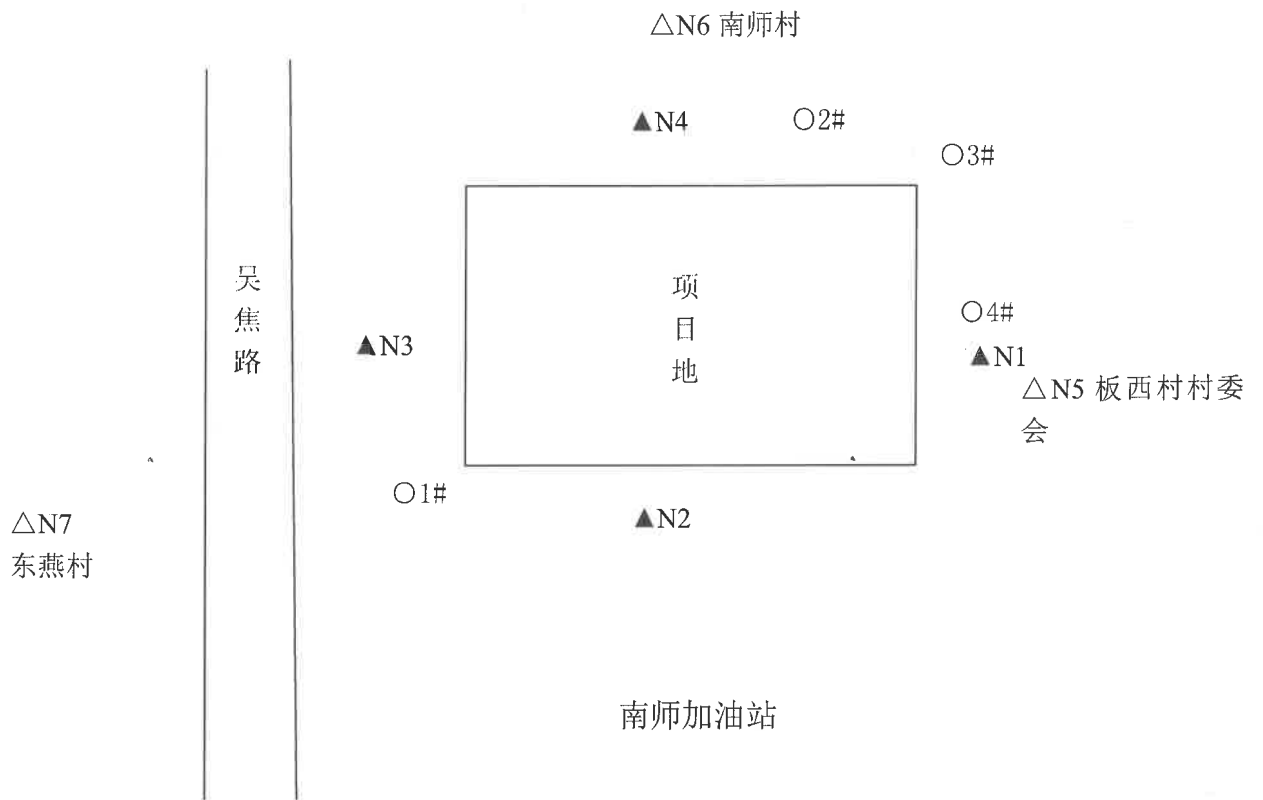 △N6 南师村
▲N4
○2#
○3#
吴焦路
项目地
○4#
▲N3
▲N1
△N5 板西村村委
会
○1#
▲N2
△N7
东燕村
南师加油站